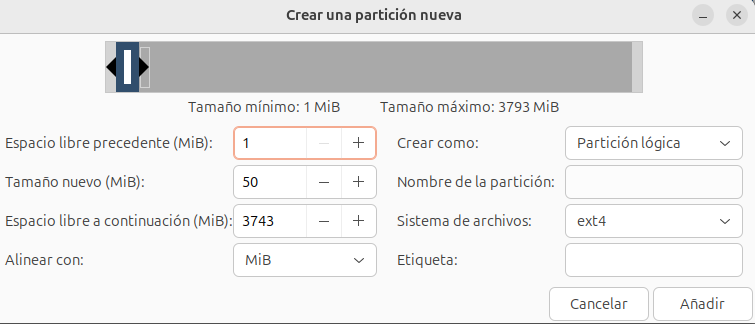 Crear una partición nueva
Tamaño mínimo: 1 MiB Tamaño máximo: 3793 MiB
Espacio libre precedente (MiB): 1 Crear como: Partición lógica
Tamaño nuevo (MiB): 50 Nombre de la partición:
Espacio libre a continuación (MiB): 3743 Sistema de archivos: ext4
Alinear con: MiB Etiqueta:
Cancelar Añadir